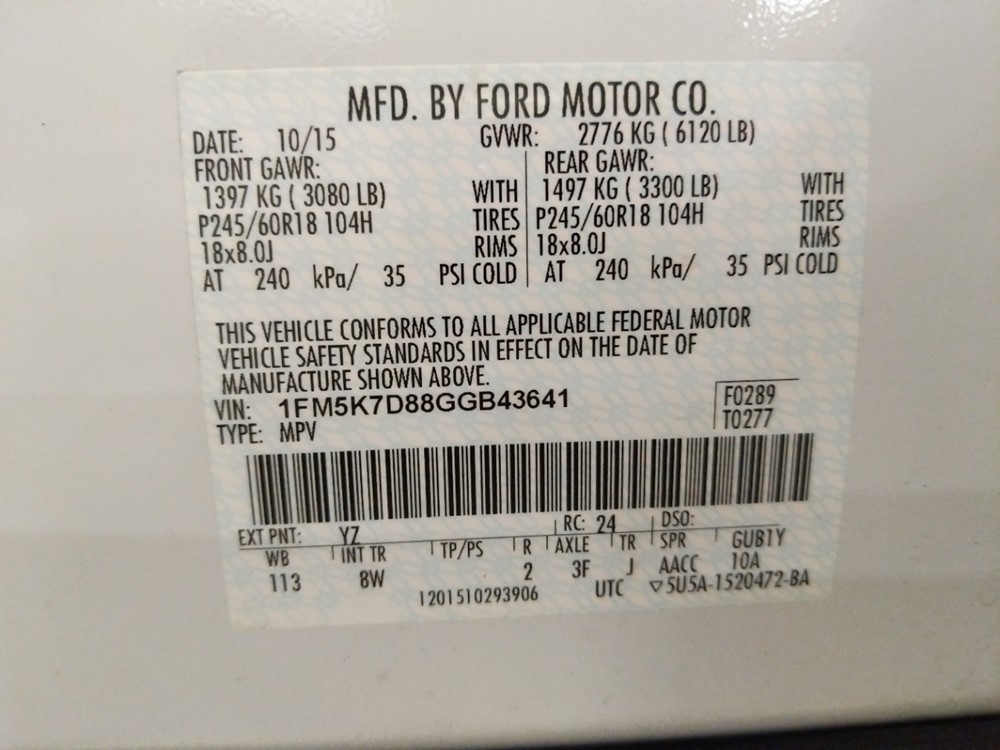 MFD. BY FORD MOTOR CO.
DATE: 10/15 GVWR: 2776 KG ( 6120 LB)
FRONT GAWR: REAR GAWR:
1397 KG ( 3080 LB) WITH 1497 KG ( 3300 LB) WITH
P245/60R18 104H TIRES P245/60R18 104H TIRES
18x8.0J RIMS 18x8.0J RIMS
AT 240 kPa/ 35 PSI COLD AT 240 kPa/ 35 PSI COLD
THIS VEHICLE CONFORMS TO ALL APPLICABLE FEDERAL MOTOR
VEHICLE SAFETY STANDARDS IN EFFECT ON THE DATE OF
MANUFACTURE SHOWN ABOVE.
VIN: 1FM5K7D88GGB43641 F0289
TYPE: MPV T0277
EXT PNT: YZ RC: 24 DSO:
WB INT TR TP/PS R AXLE TR SPR GUB1Y
113 8W 2 3F J AACC 10A
1201510293906 UTC ▽5U5A-1520472-BA